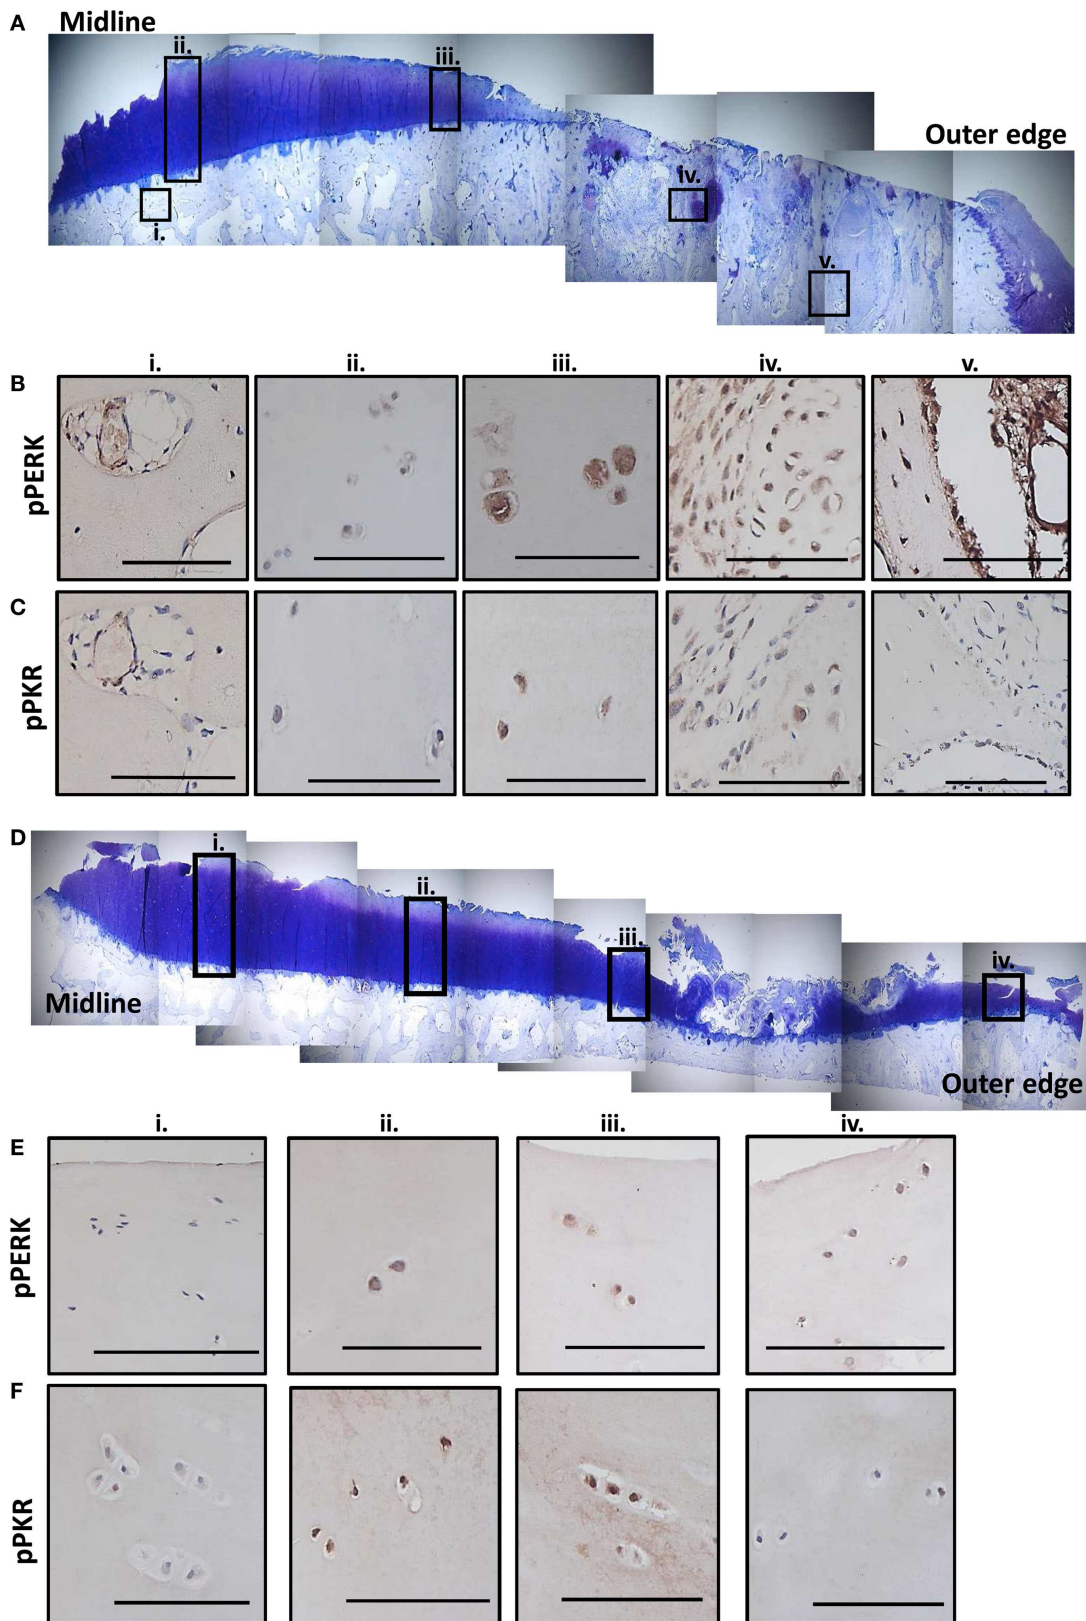 A
Midline
ii.
iii.
Outer edge
iv.
i.
v.
i. ii. iii. iv. v.
B
pPERK
C
pPKR
D
i.
ii.
iii.
iv.
Midline
Outer edge
i. ii. iii. iv.
E
pPERK
F
pPKR